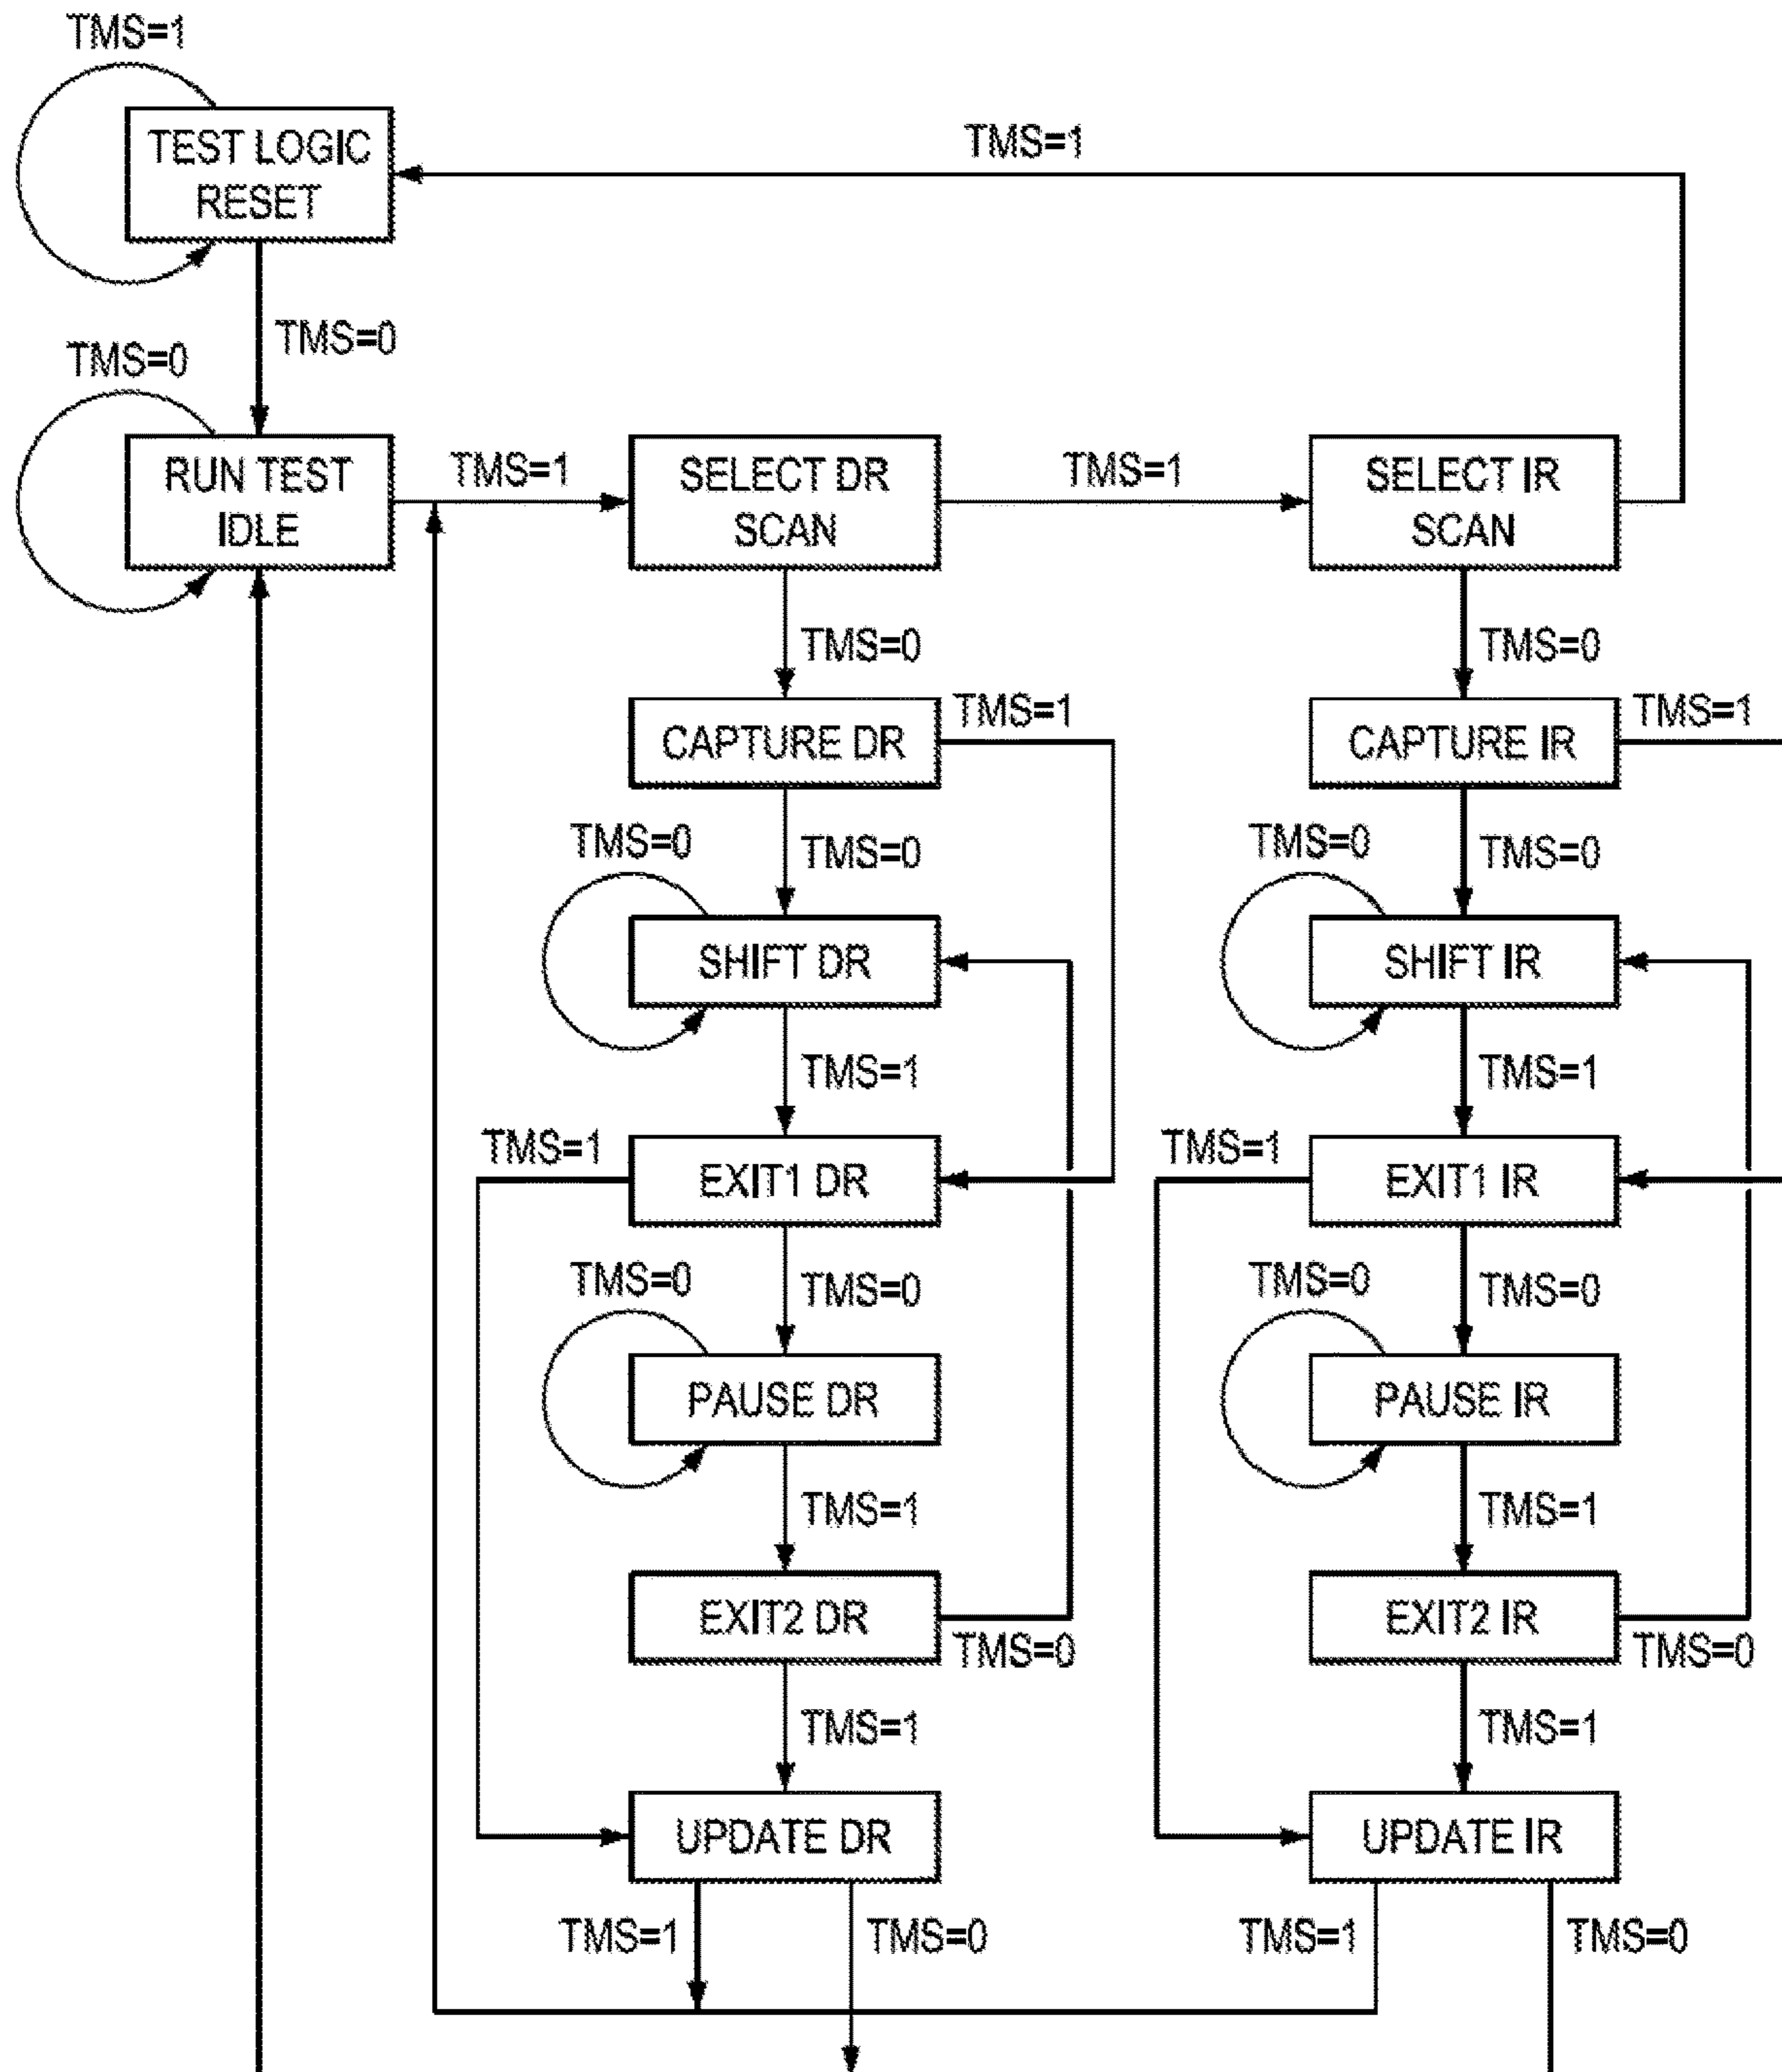 TMS=1
TEST LOGIC
RESET
TMS=1
TMS=0
TMS=0
RUN TEST
IDLE
TMS=1
SELECT DR
SCAN
TMS=1
SELECT IR
SCAN
TMS=0
TMS=0
CAPTURE DR
TMS=1
CAPTURE IR
TMS=1
TMS=0
TMS=0
TMS=0
TMS=0
SHIFT DR
SHIFT IR
TMS=1
TMS=1
TMS=1
EXIT1 DR
TMS=1
EXIT1 IR
TMS=0
TMS=0
TMS=0
TMS=0
PAUSE DR
PAUSE IR
TMS=1
TMS=1
EXIT2 DR
TMS=0
EXIT2 IR
TMS=0
TMS=1
TMS=1
UPDATE DR
UPDATE IR
TMS=1
TMS=0
TMS=1
TMS=0